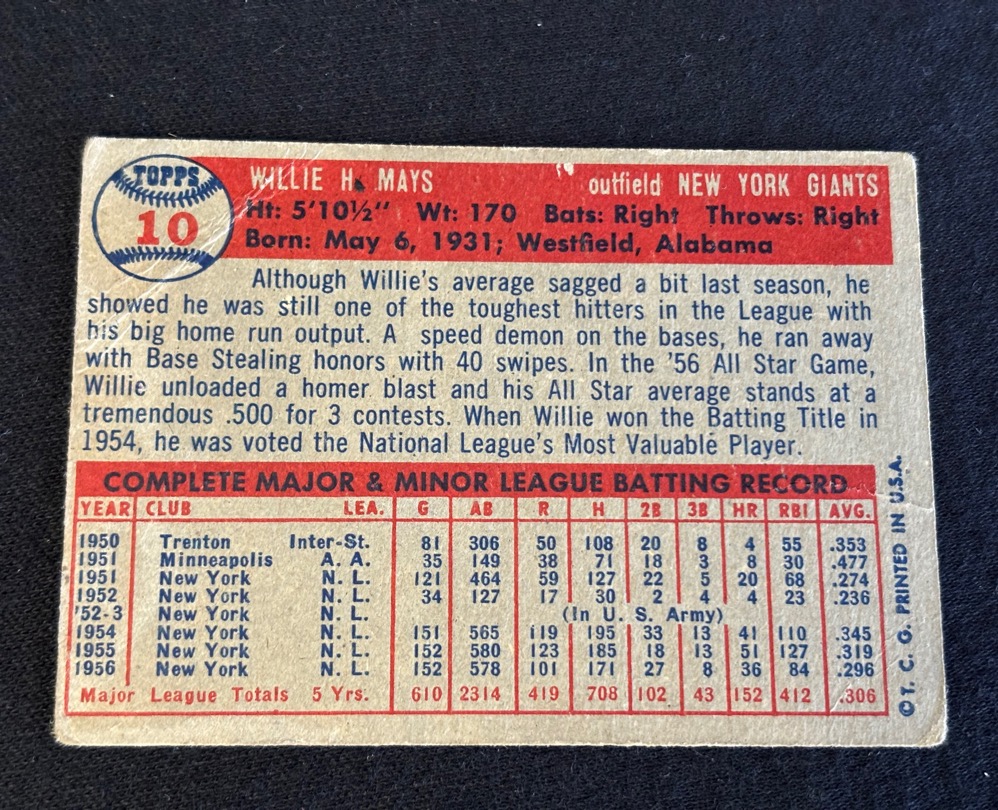 TOPPS
10
WILLIE H. MAYS outfield NEW YORK GIANTS
Ht: 5'10½" Wt: 170 Bats: Right Throws: Right
Born: May 6, 1931; Westfield, Alabama
Although Willie's average sagged a bit last season, he
showed he was still one of the toughest hitters in the League with
his big home run output. A speed demon on the bases, he ran away
with Base Stealing honors with 40 swipes. In the '56 All Star Game,
Willie unloaded a homer blast and his All Star average stands at a
tremendous .500 for 3 contests. When Willie won the Batting Title in
1954, he was voted the National League's Most Valuable Player.
COMPLETE MAJOR & MINOR LEAGUE BATTING RECORD
YEAR CLUB LEA. G AB R H 2B 3B HR RBI AVG.
1950 Trenton Inter-St. 81 306 50 108 20 8 4 55 .353
1951 Minneapolis A. A. 35 149 38 71 18 3 8 30 .477
1951 New York N. L. 121 464 59 127 22 5 20 68 .274
1952 New York N. L. 34 127 17 30 2 4 4 23 .236
'52-3 New York N. L. (In U. S. Army)
1954 New York N. L. 151 565 119 195 33 13 41 110 .345
1955 New York N. L. 152 580 123 185 18 13 51 127 .319
1956 New York N. L. 152 578 101 171 27 8 36 84 .296
Major League Totals 5 Yrs. 610 2314 419 708 102 43 152 412 .306
© T. C. G. PRINTED IN U.S.A.